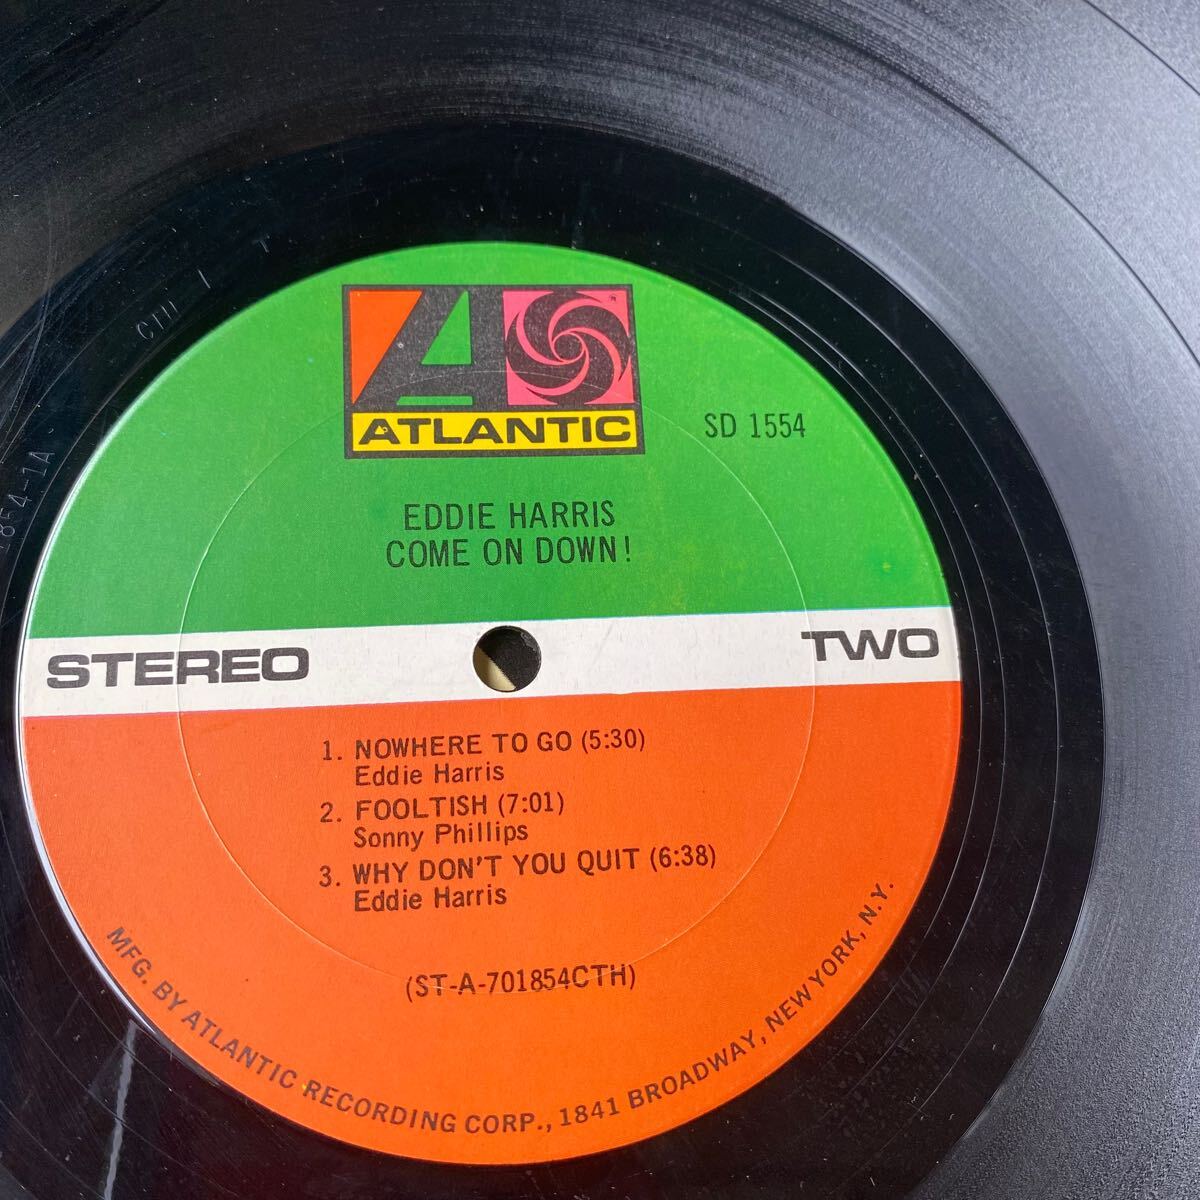 ATLANTIC
®
SD 1554
EDDIE HARRIS
COME ON DOWN!
STEREO
TWO
1. NOWHERE TO GO (5:30)
Eddie Harris
2. FOOLTISH (7:01)
Sonny Phillips
3. WHY DON'T YOU QUIT (6:38)
Eddie Harris
(ST-A-701854CTH)
MFG. BY ATLANTIC RECORDING CORP., 1841 BROADWAY, NEW YORK, N.Y.
854-1A